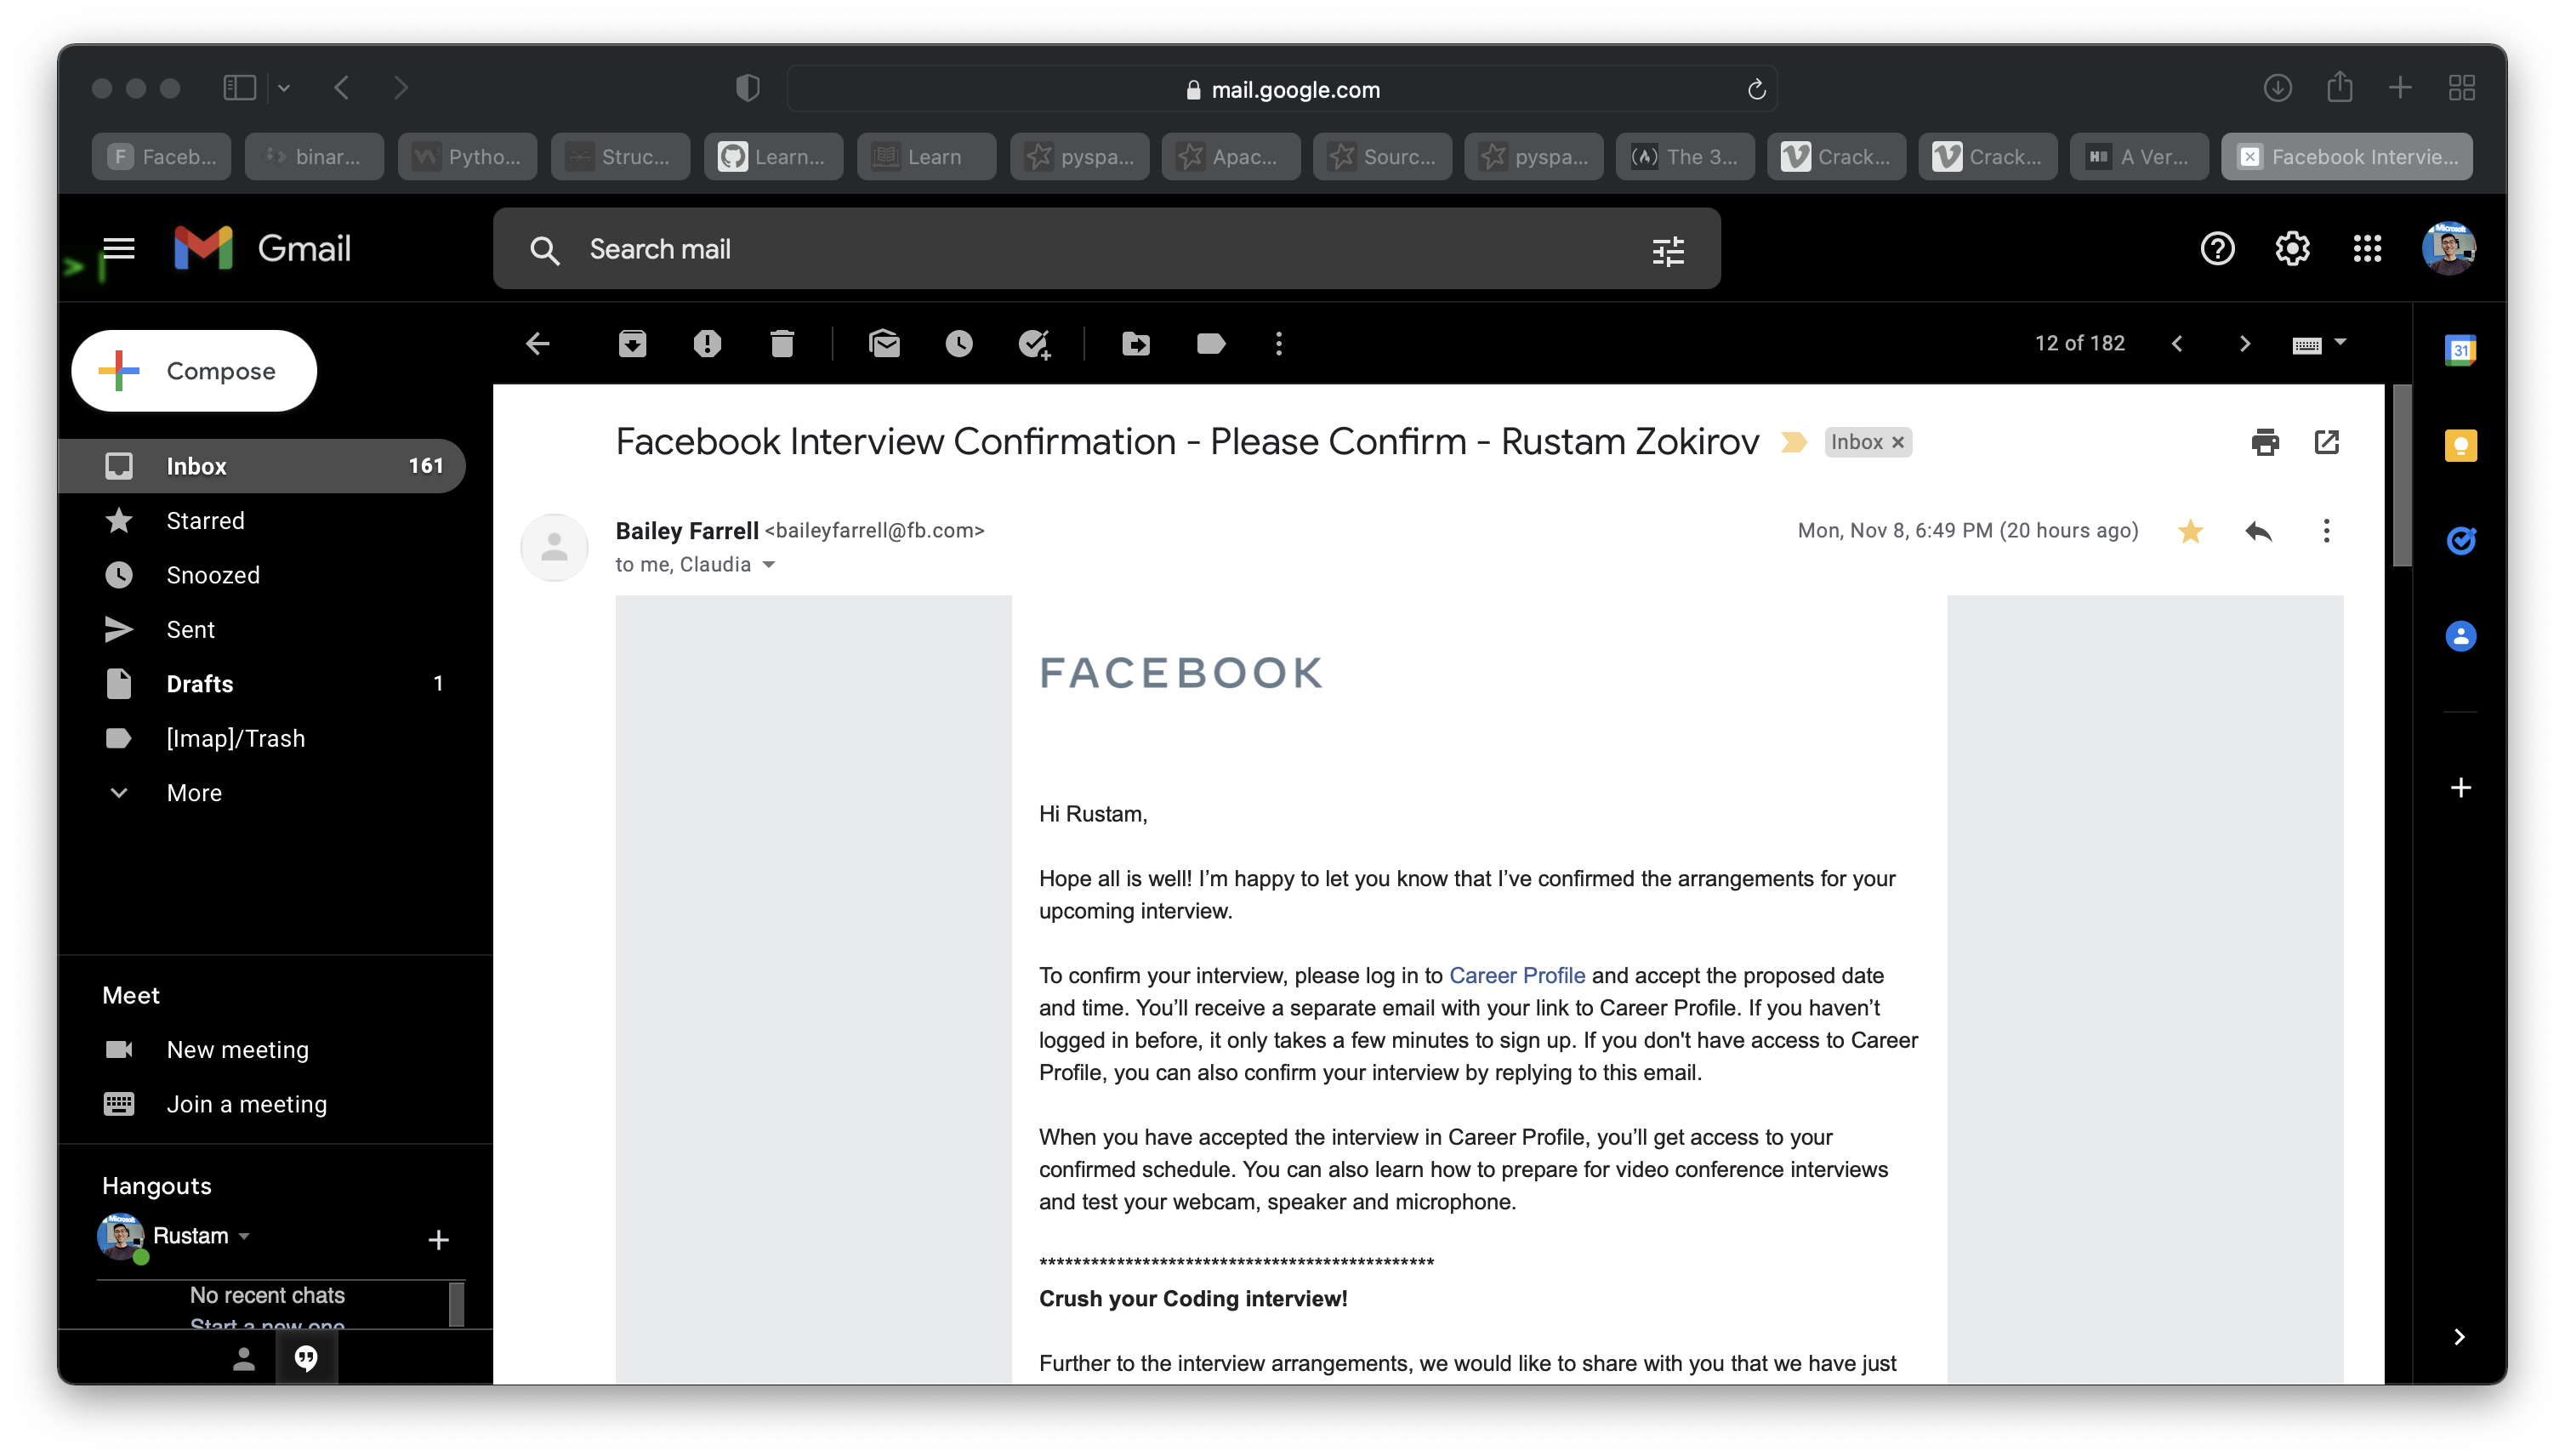 mail.google.com
F Faceb...
binar...
Pytho...
Struc...
Learn...
Learn
pyspa...
Apac...
Sourc...
pyspa...
The 3...
Crack...
Crack...
A Ver...
Facebook Intervie...
> |
Gmail
Search mail
Compose
12 of 182
31
Inbox 161
Starred
Snoozed
Sent
Drafts 1
[Imap]/Trash
More
Meet
New meeting
Join a meeting
Hangouts
Rustam
No recent chats
Start a new one
Facebook Interview Confirmation - Please Confirm - Rustam Zokirov
Inbox x
Bailey Farrell <baileyfarrell@fb.com>
Mon, Nov 8, 6:49 PM (20 hours ago)
to me, Claudia
FACEBOOK
Hi Rustam,
Hope all is well! I’m happy to let you know that I’ve confirmed the arrangements for your
upcoming interview.
To confirm your interview, please log in to Career Profile and accept the proposed date
and time. You’ll receive a separate email with your link to Career Profile. If you haven’t
logged in before, it only takes a few minutes to sign up. If you don't have access to Career
Profile, you can also confirm your interview by replying to this email.
When you have accepted the interview in Career Profile, you’ll get access to your
confirmed schedule. You can also learn how to prepare for video conference interviews
and test your webcam, speaker and microphone.
**********************************************
Crush your Coding interview!
Further to the interview arrangements, we would like to share with you that we have just